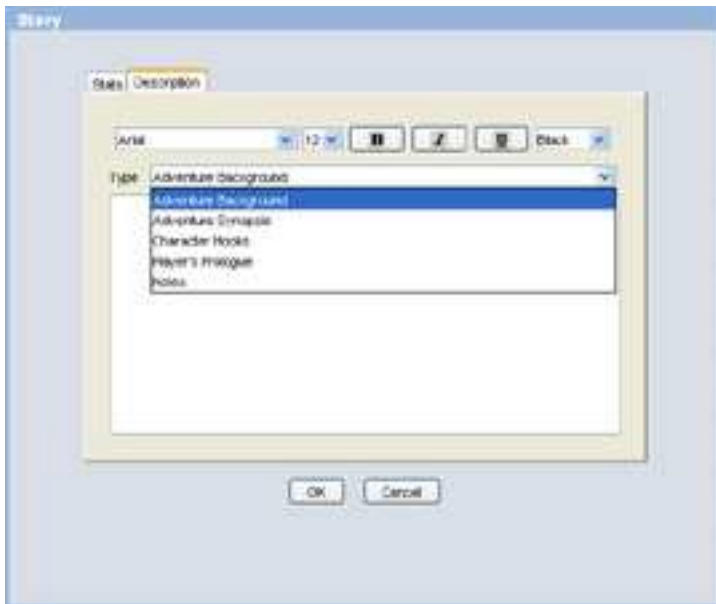 Story
Stats Description
Arial 12 B I U Black
Type Adventure Background
Adventure Background
Adventure Synopsis
Character Hooks
Player's Prologue
Notes
OK Cancel